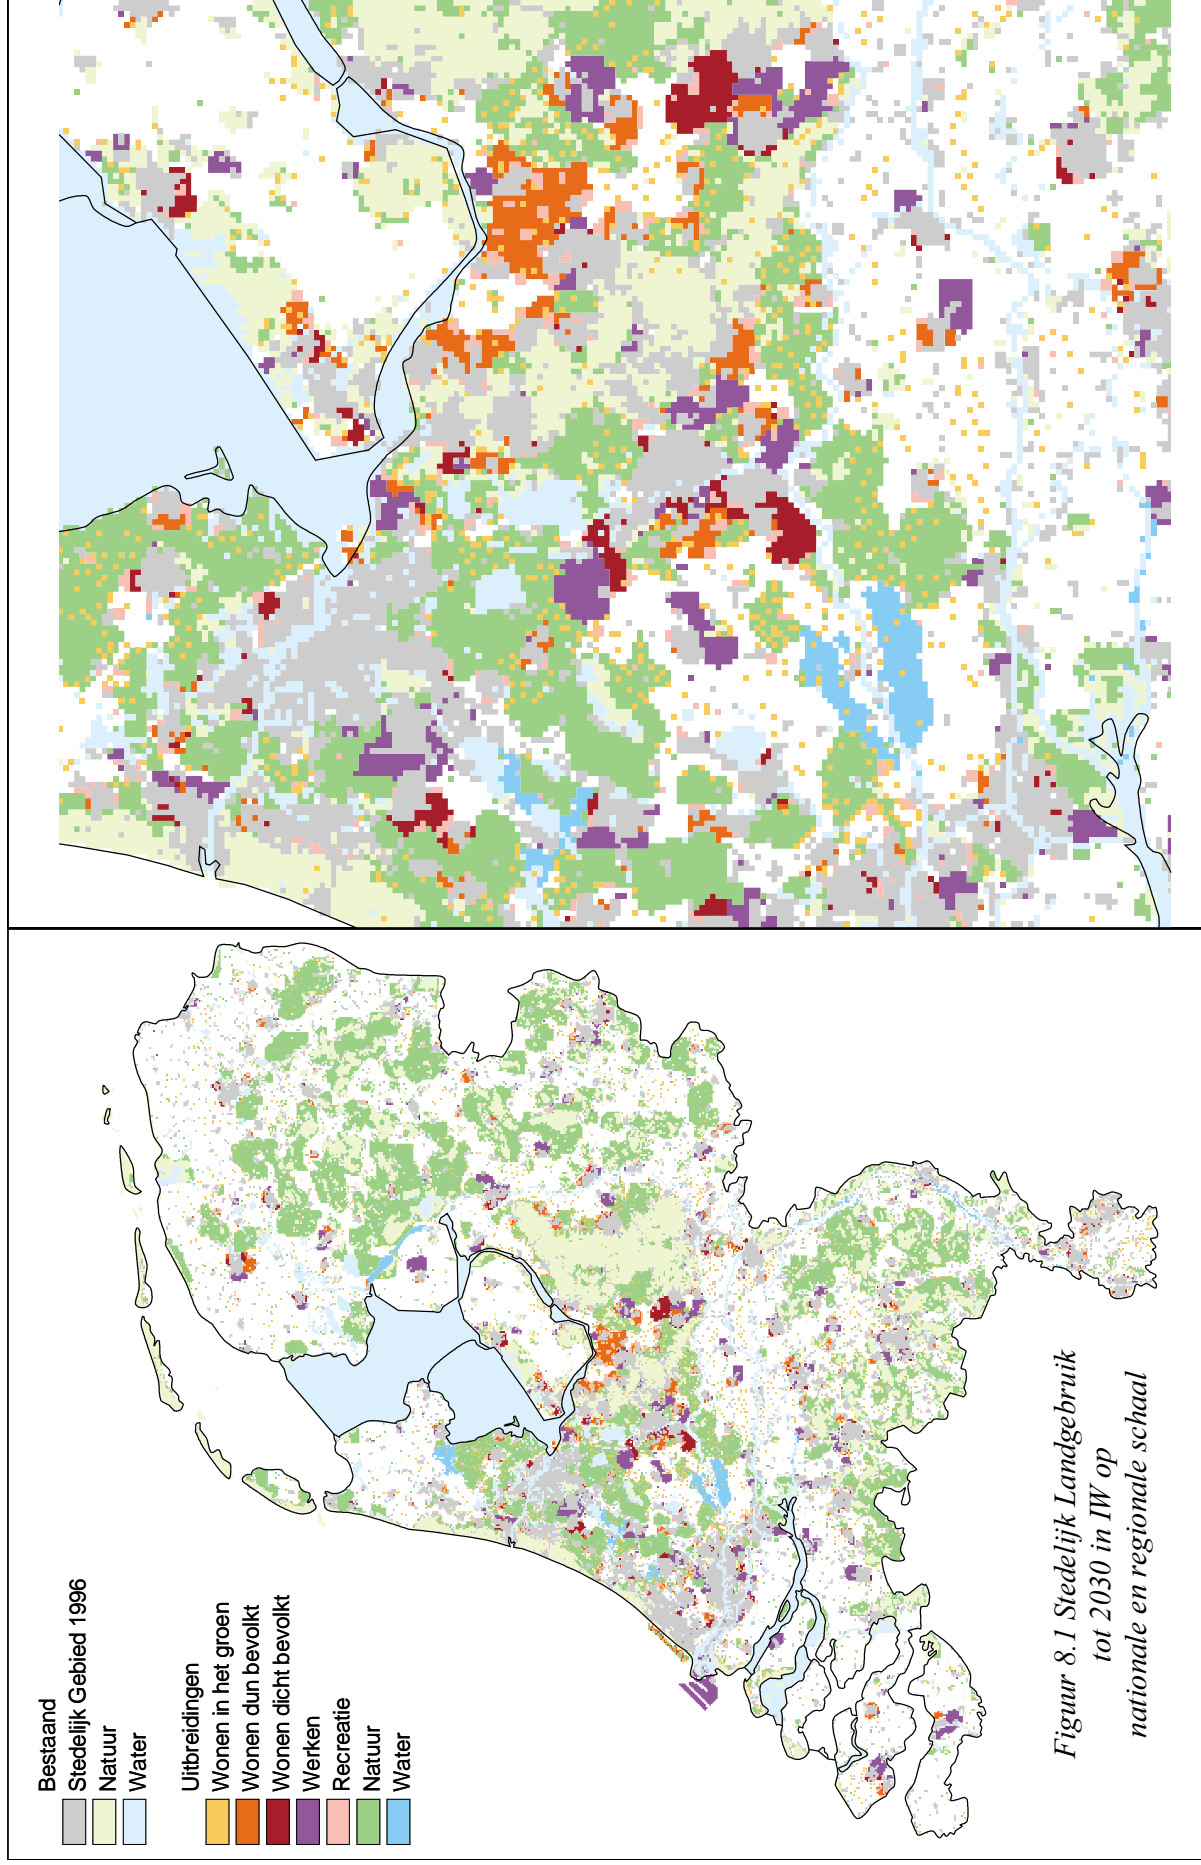 Bestaand
Stedelijk Gebied 1996
Natuur
Water
Uitbreidingen
Wonen in het groen
Wonen dun bevolkt
Wonen dicht bevolkt
Werken
Recreatie
Natuur
Water
Figuur 8.1 Stedelijk Landgebruik
tot 2030 in IW op
nationale en regionale schaal